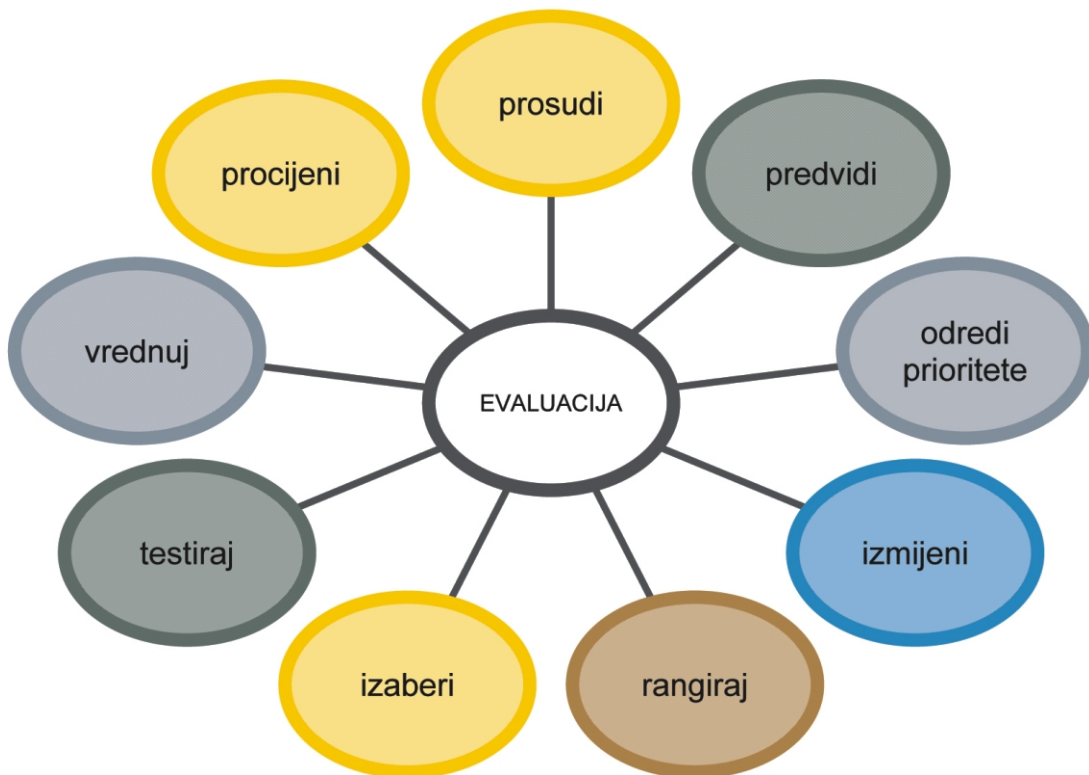 prosudi
procijeni
predvidi
vrednuj
odredi
prioritete
EVALUACIJA
testiraj
izmijeni
izaberi
rangiraj